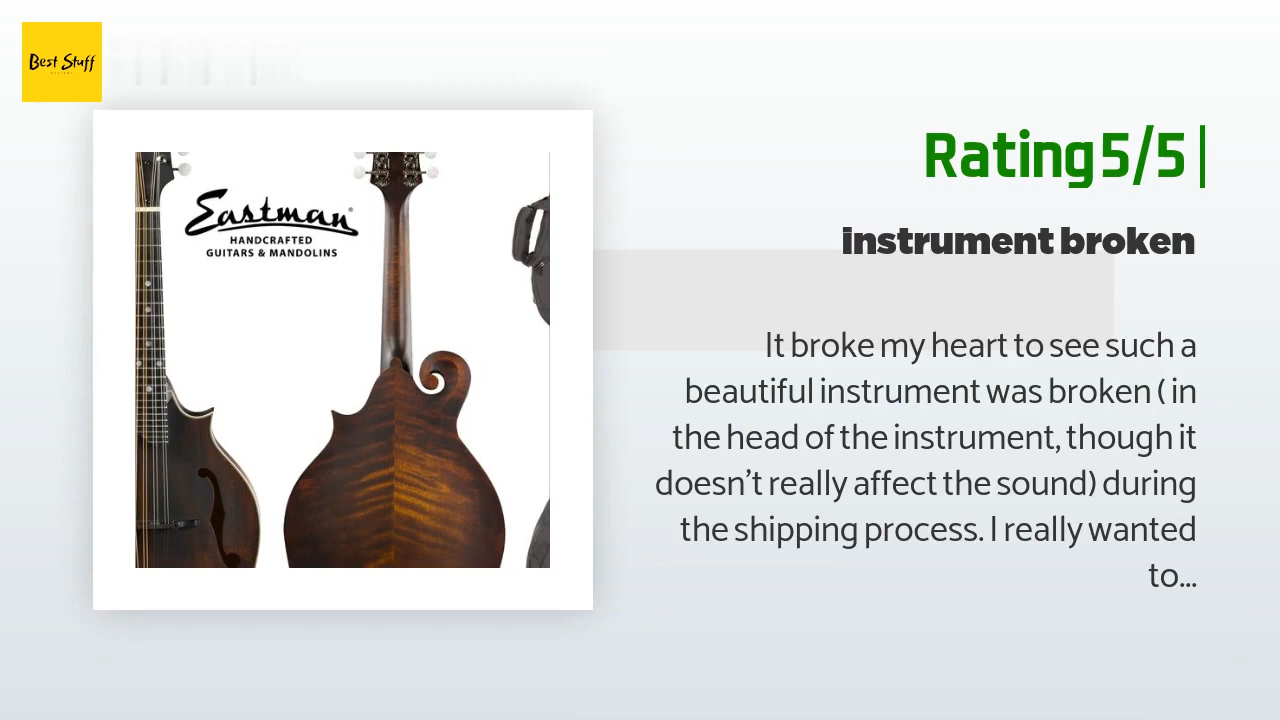 Best Stuff
Eastman
HANDCRAFTED
GUITARS & MANDOLINS
Rating 5/5
instrument broken
It broke my heart to see such a
beautiful instrument was broken ( in
the head of the instrument, though it
doesn't really affect the sound) during
the shipping process. I really wanted
to...